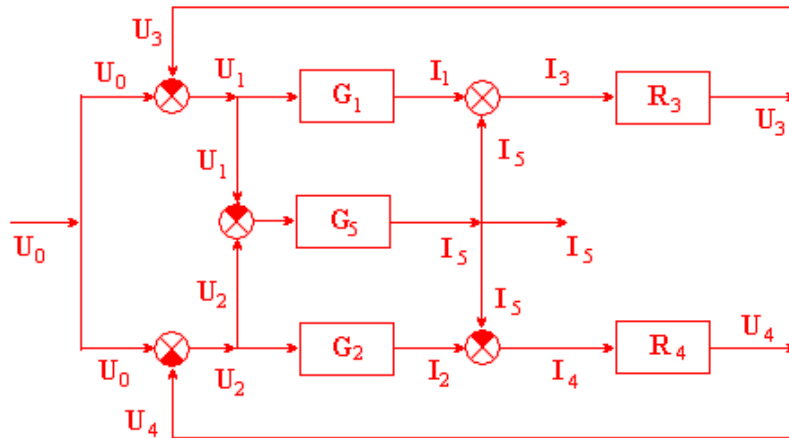 U₃
U₀ U₁ G₁ I₁ I₃ R₃ U₃
U₁ I₅
U₀ G₅ I₅ I₅
U₂ I₅
U₀ U₂ G₂ I₂ I₄ R₄ U₄
U₄